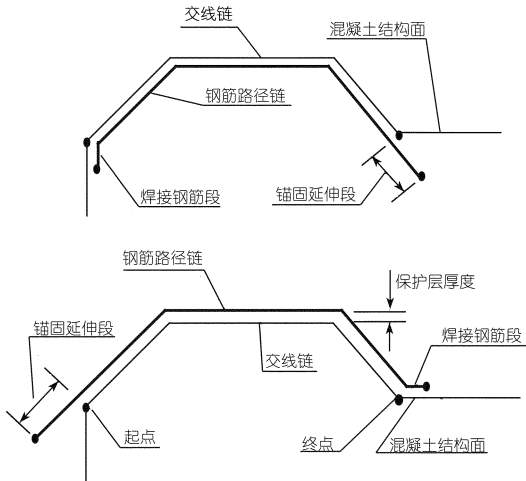 交线链
混凝土结构面
钢筋路径链
焊接钢筋段
锚固延伸段
钢筋路径链
保护层厚度
锚固延伸段
焊接钢筋段
交线链
起点
终点
混凝土结构面